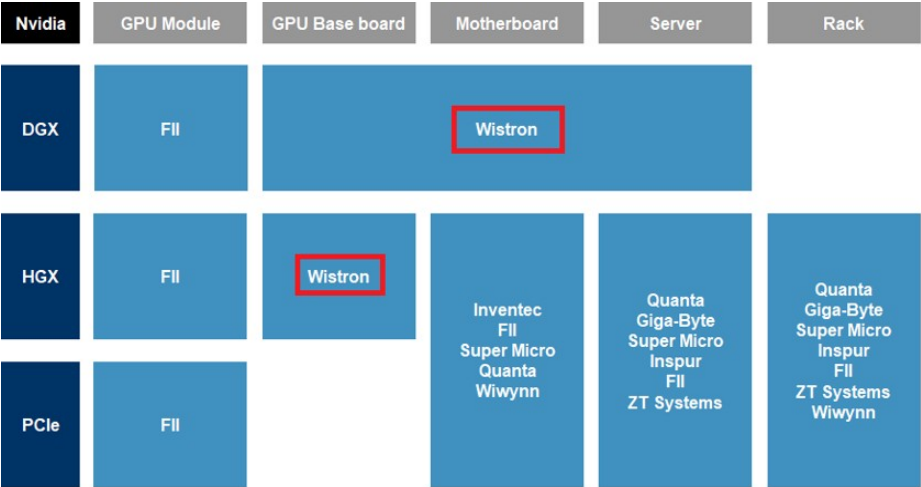 Nvidia
GPU Module
GPU Base board
Motherboard
Server
Rack
DGX
FII
Wistron
HGX
FII
Wistron
Inventec
FII
Super Micro
Quanta
Wiwynn
Quanta
Giga-Byte
Super Micro
Inspur
FII
ZT Systems
Quanta
Giga-Byte
Super Micro
Inspur
FII
ZT Systems
Wiwynn
PCIe
FII